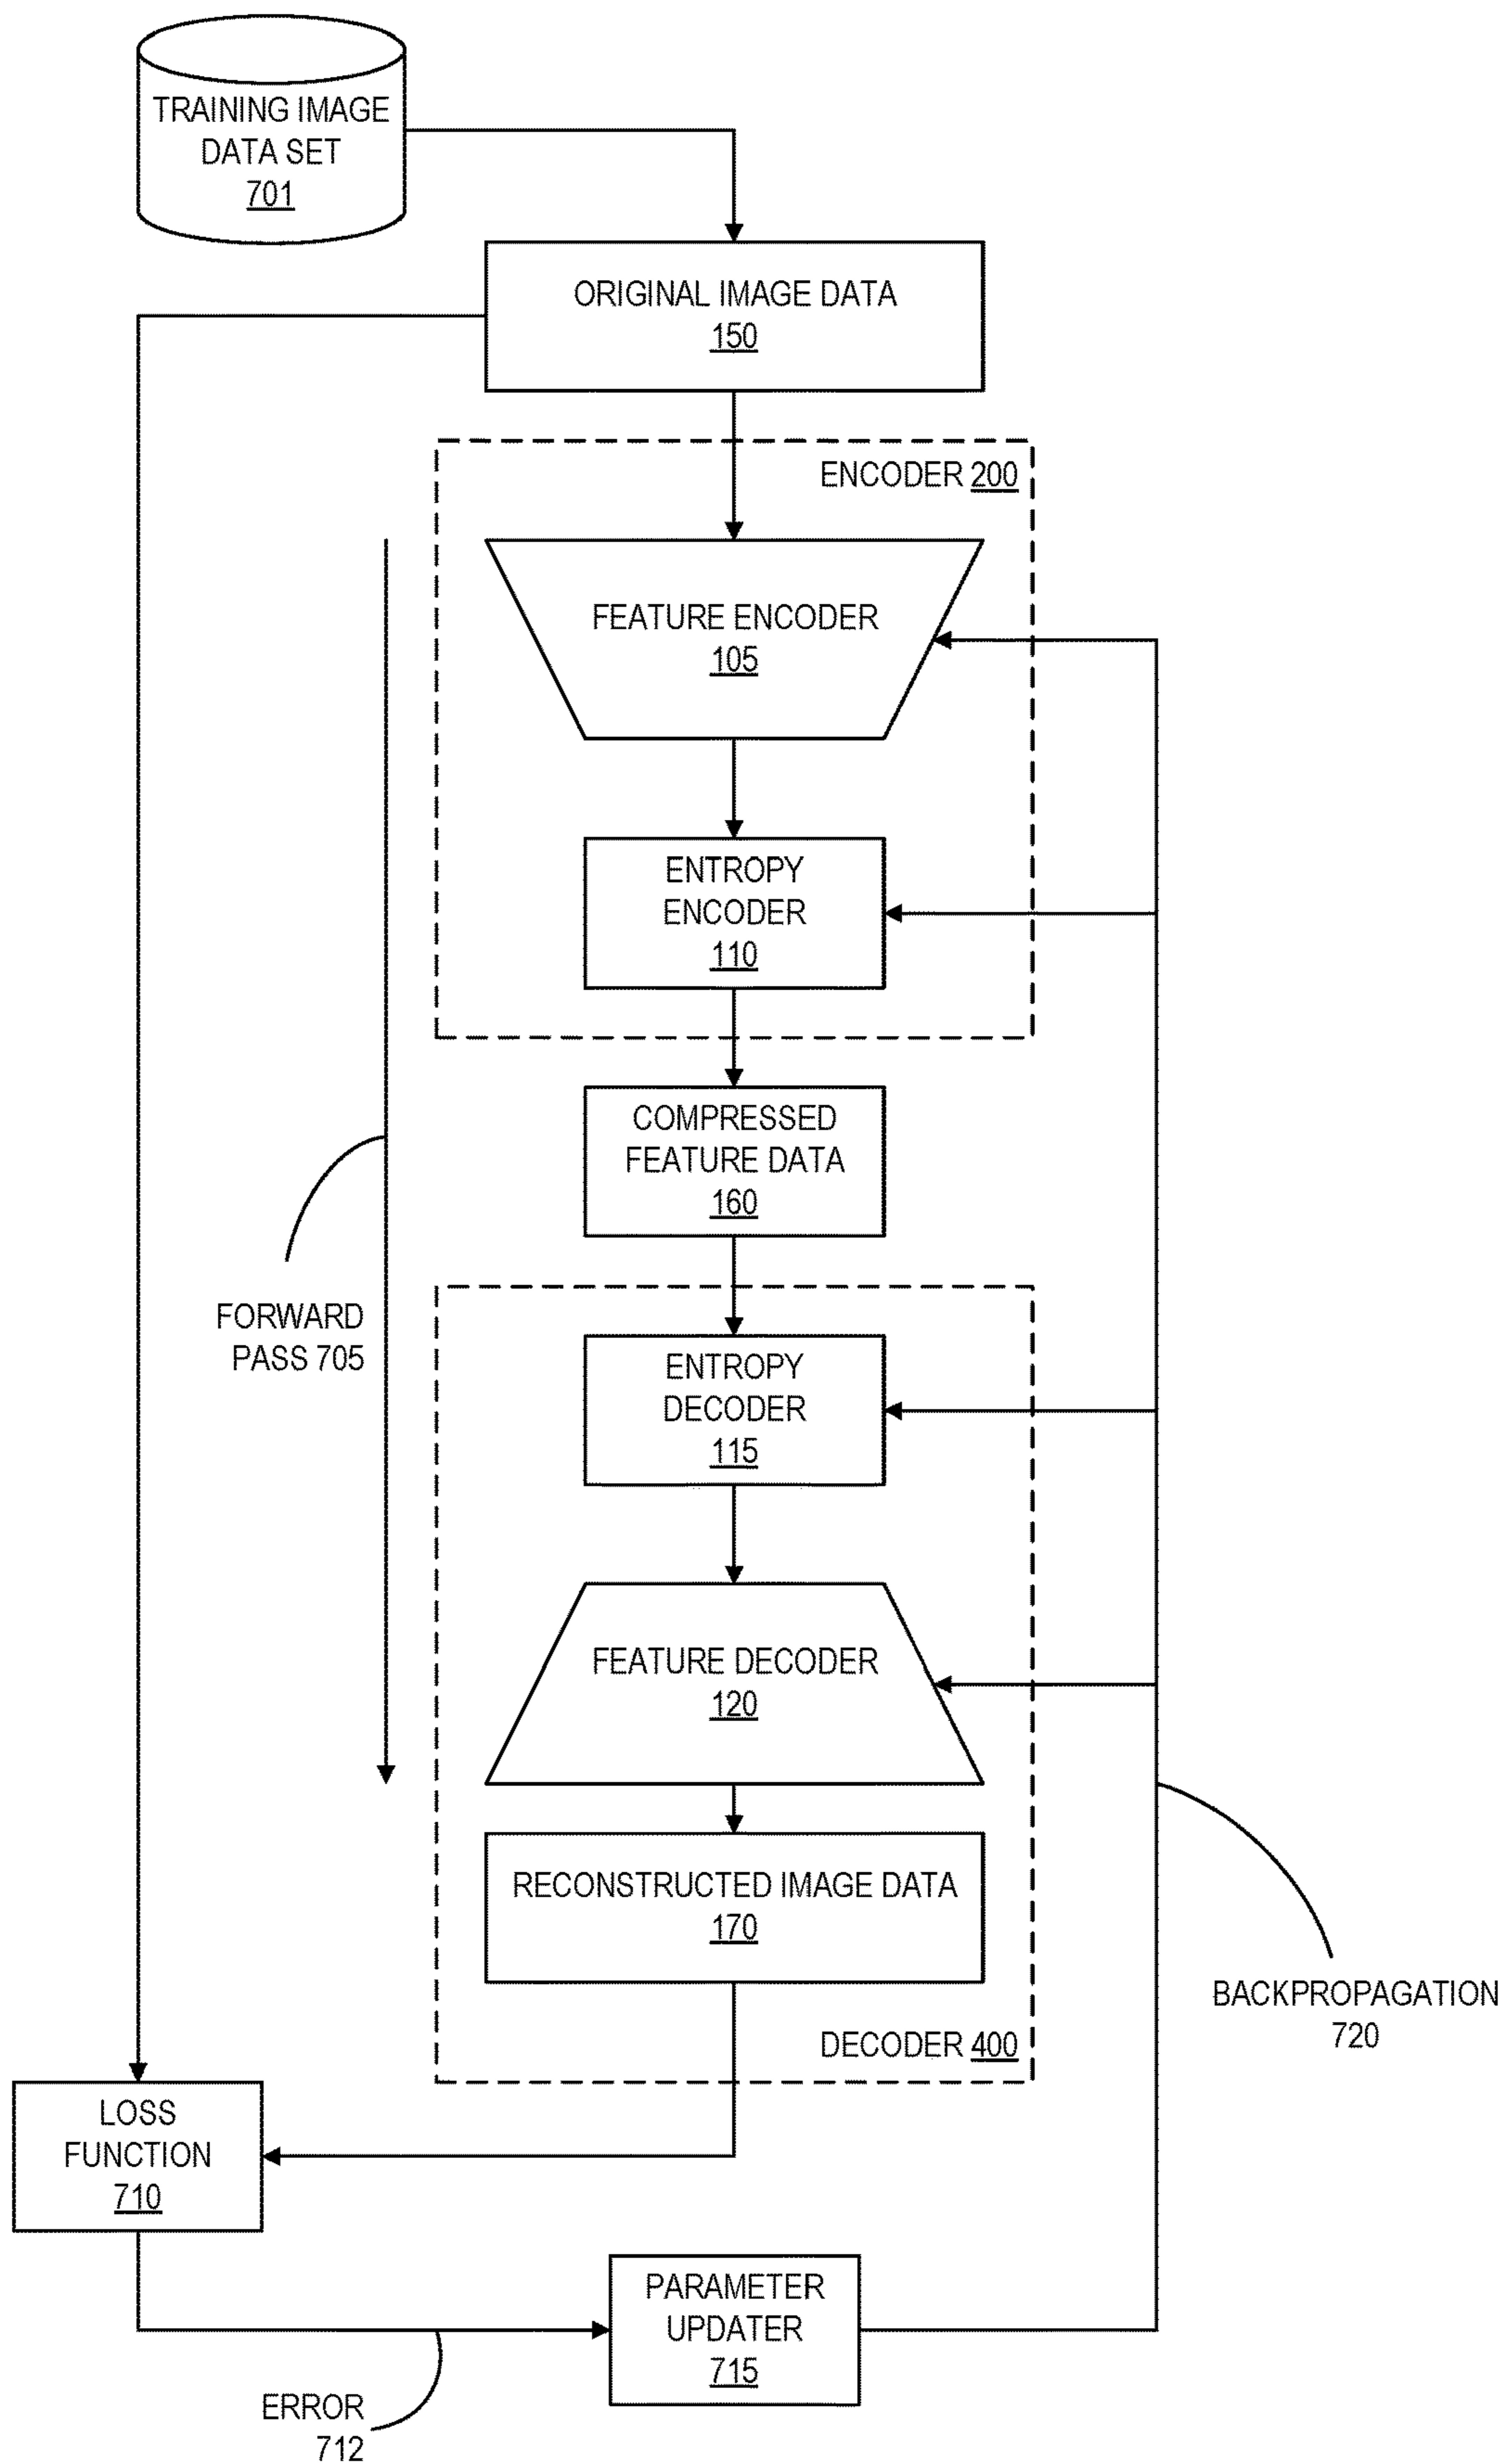 TRAINING IMAGE
DATA SET
701
ORIGINAL IMAGE DATA
150
ENCODER 200
FEATURE ENCODER
105
ENTROPY
ENCODER
110
COMPRESSED
FEATURE DATA
160
FORWARD
PASS 705
ENTROPY
DECODER
115
FEATURE DECODER
120
RECONSTRUCTED IMAGE DATA
170
BACKPROPAGATION
720
DECODER 400
LOSS
FUNCTION
710
PARAMETER
UPDATER
715
ERROR
712